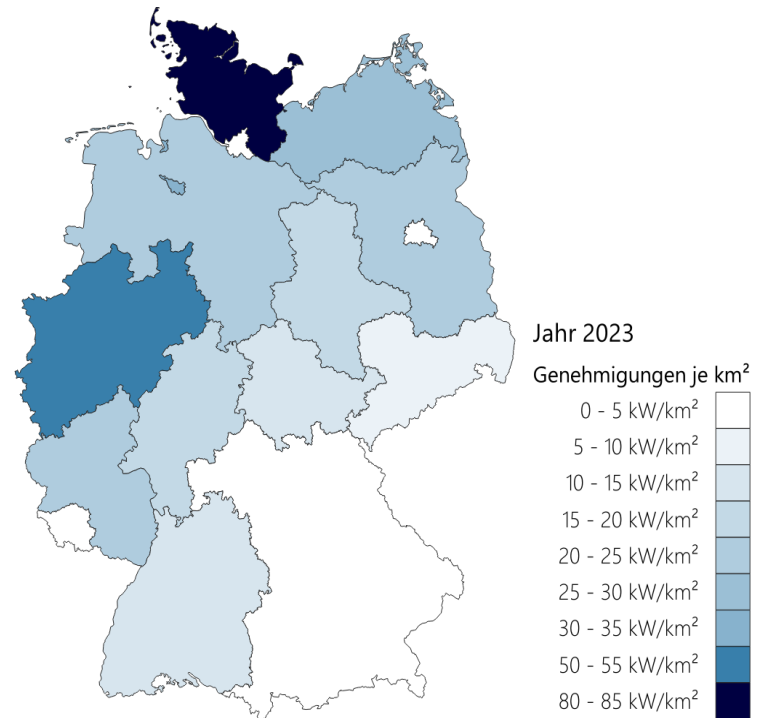 Jahr 2023
Genehmigungen je km²
0 - 5 kW/km²
5 - 10 kW/km²
10 - 15 kW/km²
15 - 20 kW/km²
20 - 25 kW/km²
25 - 30 kW/km²
30 - 35 kW/km²
50 - 55 kW/km²
80 - 85 kW/km²